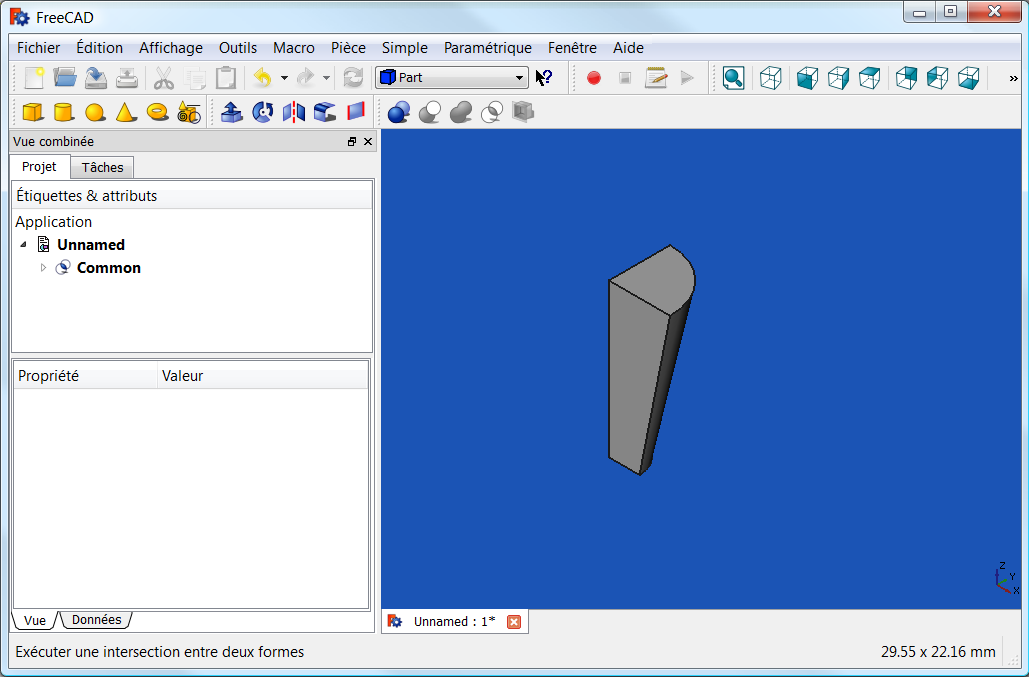 FreeCAD
Fichier Édition Affichage Outils Macro Pièce Simple Paramétrique Fenêtre Aide
Part
»
Vue combinée
Projet Tâches
Étiquettes & attributs
Application
Unnamed
Common
Propriété Valeur
Vue Données
Z
Y
X
Unnamed : 1*
Exécuter une intersection entre deux formes 29.55 x 22.16 mm